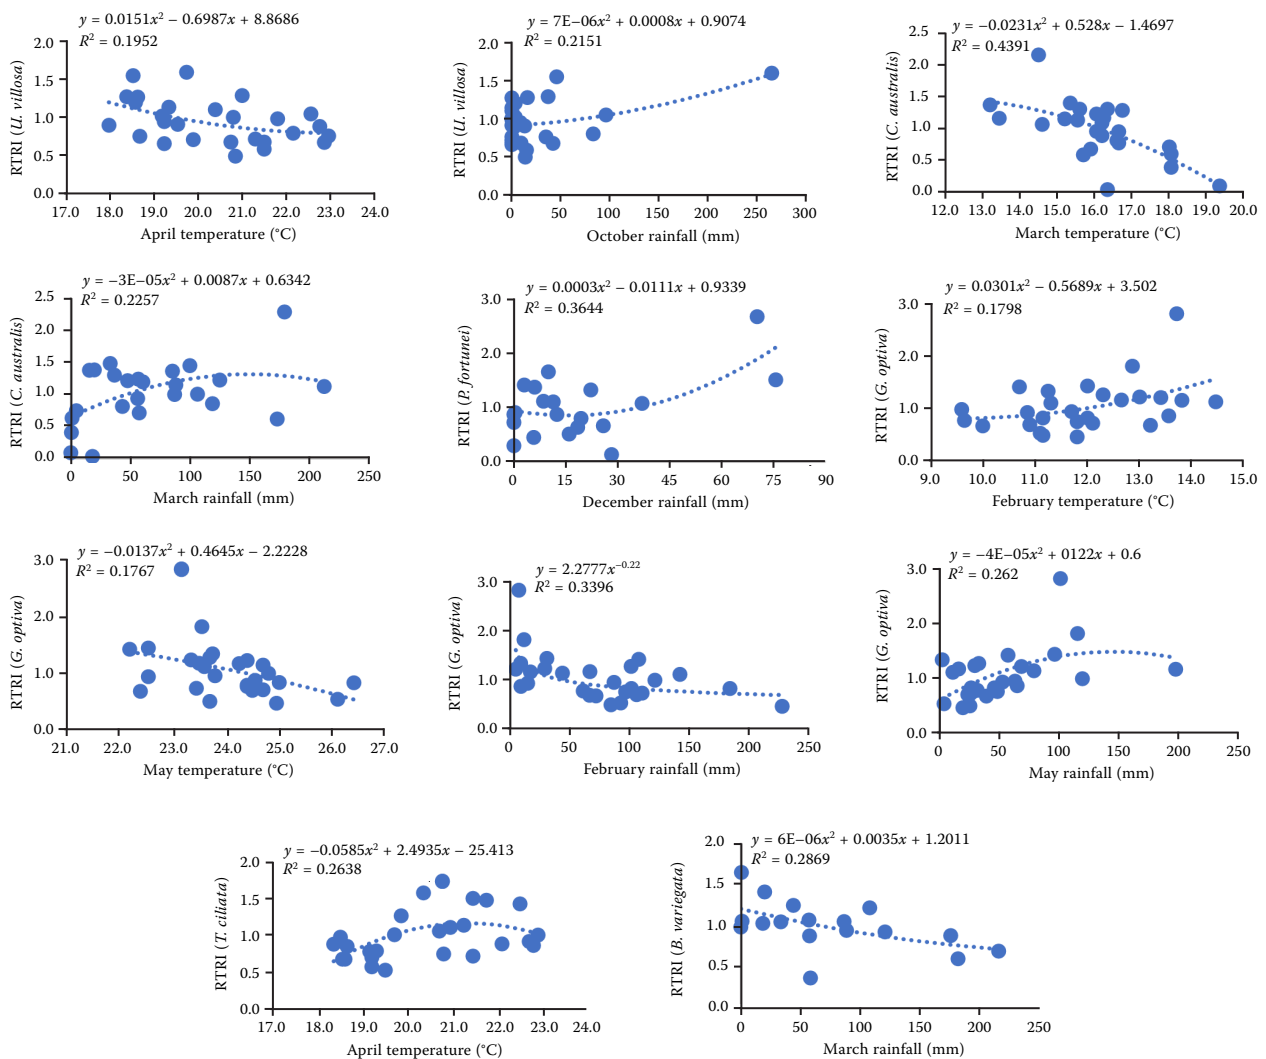 y = 0.0151x² − 0.6987x + 8.8686
R² = 0.1952
RTRI (U. villosa)
2.0
1.5
1.0
0.5
0.0
17.0 18.0 19.0 20.0 21.0 22.0 23.0 24.0
April temperature (°C)
y = 7E−06x² + 0.0008x + 0.9074
R² = 0.2151
RTRI (U. villosa)
2.0
1.5
1.0
0.5
0.0
0 50 100 150 200 250 300
October rainfall (mm)
y = −0.0231x² + 0.528x − 1.4697
R² = 0.4391
RTRI (C. australis)
2.5
2.0
1.5
1.0
0.5
0.0
12.0 13.0 14.0 15.0 16.0 17.0 18.0 19.0 20.0
March temperature (°C)
y = −3E−05x² + 0.0087x + 0.6342
R² = 0.2257
RTRI (C. australis)
2.5
2.0
1.5
1.0
0.5
0.0
0 50 100 150 200 250
March rainfall (mm)
y = 0.0003x² − 0.0111x + 0.9339
R² = 0.3644
RTRI (P. fortunei)
3.0
2.0
1.0
0.0
0 15 30 45 60 75 90
December rainfall (mm)
y = 0.0301x² − 0.5689x + 3.502
R² = 0.1798
RTRI (G. optiva)
3.0
2.0
1.0
0.0
9.0 10.0 11.0 12.0 13.0 14.0 15.0
February temperature (°C)
y = −0.0137x² + 0.4645x − 2.2228
R² = 0.1767
RTRI (G. optiva)
3.0
2.0
1.0
0.0
21.0 22.0 23.0 24.0 25.0 26.0 27.0
May temperature (°C)
y = 2.2777x⁻⁰·²²
R² = 0.3396
RTRI (G. optiva)
3.0
2.0
1.0
0.0
0 50 100 150 200 250
February rainfall (mm)
y = −4E−05x² + 0122x + 0.6
R² = 0.262
RTRI (G. optiva)
3.0
2.0
1.0
0.0
0 50 100 150 200 250
May rainfall (mm)
y = −0.0585x² + 2.4935x − 25.413
R² = 0.2638
RTRI (T. ciliata)
2.0
1.5
1.0
0.5
0.0
17.0 18.0 19.0 20.0 21.0 22.0 23.0 24.0
April temperature (°C)
y = 6E−06x² + 0.0035x + 1.2011
R² = 0.2869
RTRI (B. variegata)
2.0
1.5
1.0
0.5
0.0
0 50 100 150 200 250
March rainfall (mm)